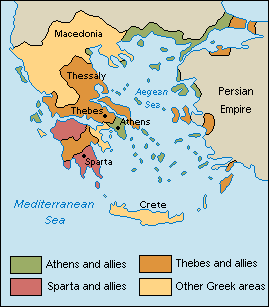 Macedonia
Thessaly
Aegean
Sea
Persian
Empire
Thebes
Athens
Sparta
Mediterranean
Sea
Crete
Athens and allies
Thebes and allies
Sparta and allies
Other Greek areas